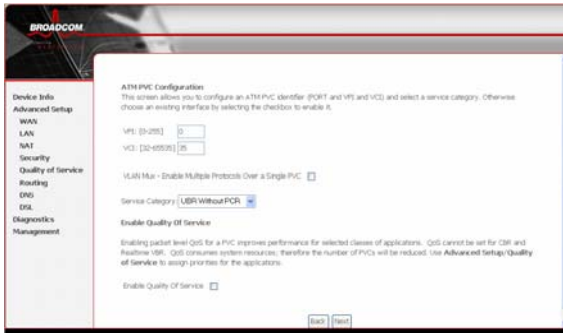 BROADCOM
Device Info
Advanced Setup
WAN
LAN
NAT
Security
Quality of Service
Routing
DNS
DSL
Diagnostics
Management
ATM PVC Configuration
This screen allows you to configure an ATM PVC identifier (PORT and VPI and VCI) and select a service category. Otherwise
choose an existing interface by selecting the checkbox to enable it.
VPI: [0-255] 0
VCI: [32-65535] 35
VLAN Mux - Enable Multiple Protocols Over a Single PVC
Service Category: UBR Without PCR
Enable Quality Of Service
Enabling packet level QoS for a PVC improves performance for selected classes of applications. QoS cannot be set for CBR and
Realtime VBR. QoS consumes system resources; therefore the number of PVCs will be reduced. Use Advanced Setup/Quality
of Service to assign priorities for the applications.
Enable Quality Of Service
Back Next